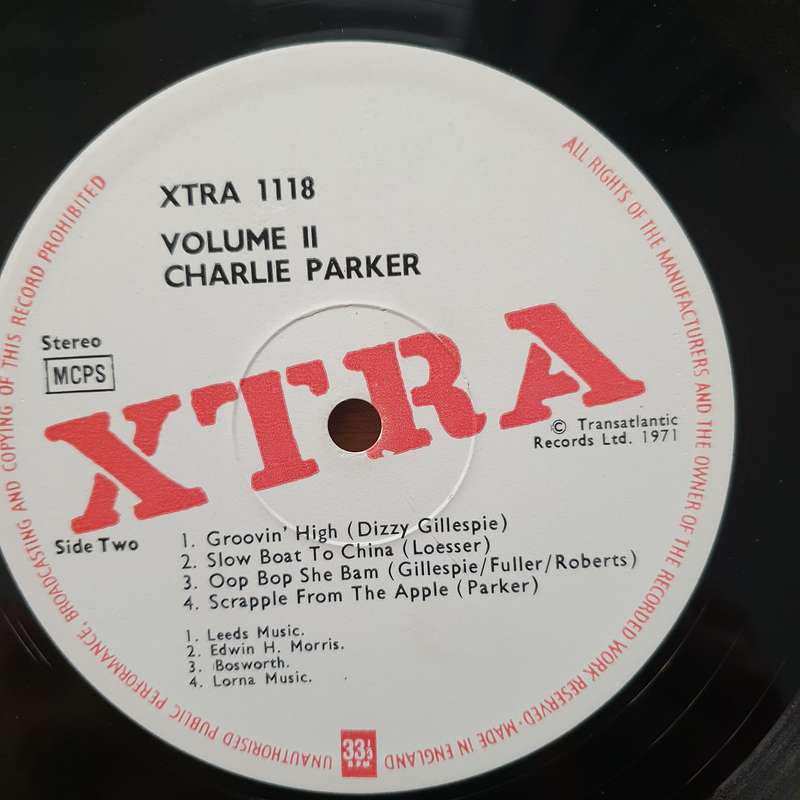 XTRA 1118
VOLUME II
CHARLIE PARKER
Stereo
MCPS
XTRA
© Transatlantic
Records Ltd. 1971
Side Two
1. Groovin' High (Dizzy Gillespie)
2. Slow Boat To China (Loesser)
3. Oop Bop She Bam (Gillespie/Fuller/Roberts)
4. Scrapple From The Apple (Parker)
1. Leeds Music.
2. Edwin H. Morris.
3. Bosworth.
4. Lorna Music.
ALL RIGHTS OF THE MANUFACTURERS AND THE OWNER OF THE RECORDED WORK RESERVED · MADE IN ENGLAND
33 1/3
R.P.M.
UNAUTHORISED PUBLIC PERFORMANCE, BROADCASTING AND COPYING OF THIS RECORD PROHIBITED